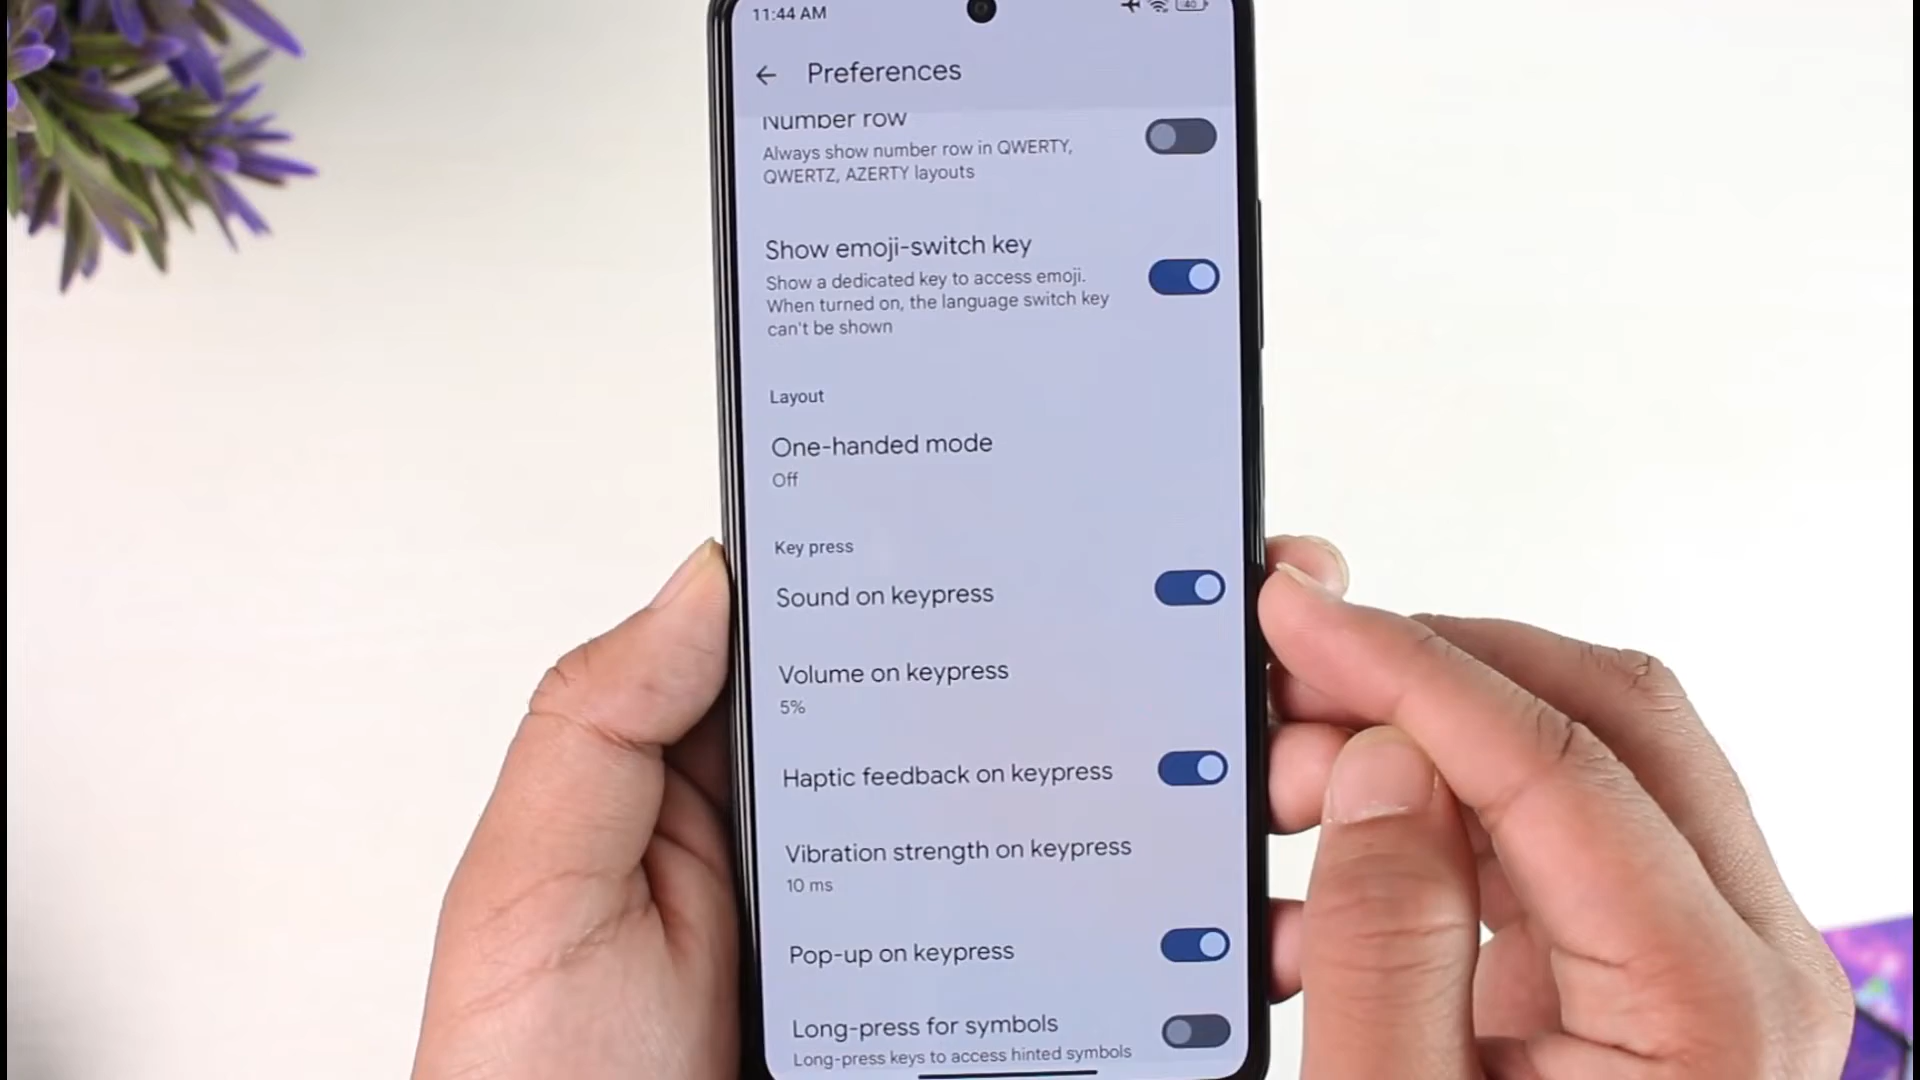 11:44 AM
40
Preferences
Number row
Always show number row in QWERTY,
QWERTZ, AZERTY layouts
Show emoji-switch key
Show a dedicated key to access emoji.
When turned on, the language switch key
can't be shown
Layout
One-handed mode
Off
Key press
Sound on keypress
Volume on keypress
5%
Haptic feedback on keypress
Vibration strength on keypress
10 ms
Pop-up on keypress
Long-press for symbols
Long-press keys to access hinted symbols